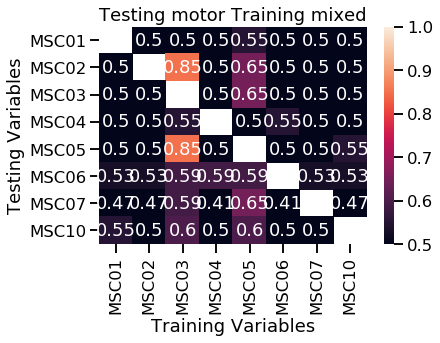 Testing motor Training mixed
MSC01 0.5 0.5 0.5 0.55 0.5 0.5 0.5
MSC02 0.5 0.85 0.5 0.65 0.5 0.5 0.5
MSC03 0.5 0.5 0.5 0.65 0.5 0.5 0.5
MSC04 0.5 0.5 0.55 0.5 0.55 0.5 0.5
MSC05 0.5 0.5 0.85 0.5 0.5 0.5 0.55
MSC06 0.53 0.53 0.59 0.59 0.59 0.53 0.53
MSC07 0.47 0.47 0.59 0.41 0.65 0.41 0.47
MSC10 0.55 0.5 0.6 0.5 0.6 0.5 0.5
MSC01 MSC02 MSC03 MSC04 MSC05 MSC06 MSC07 MSC10
Training Variables
Testing Variables
1.0
0.9
0.8
0.7
0.6
0.5